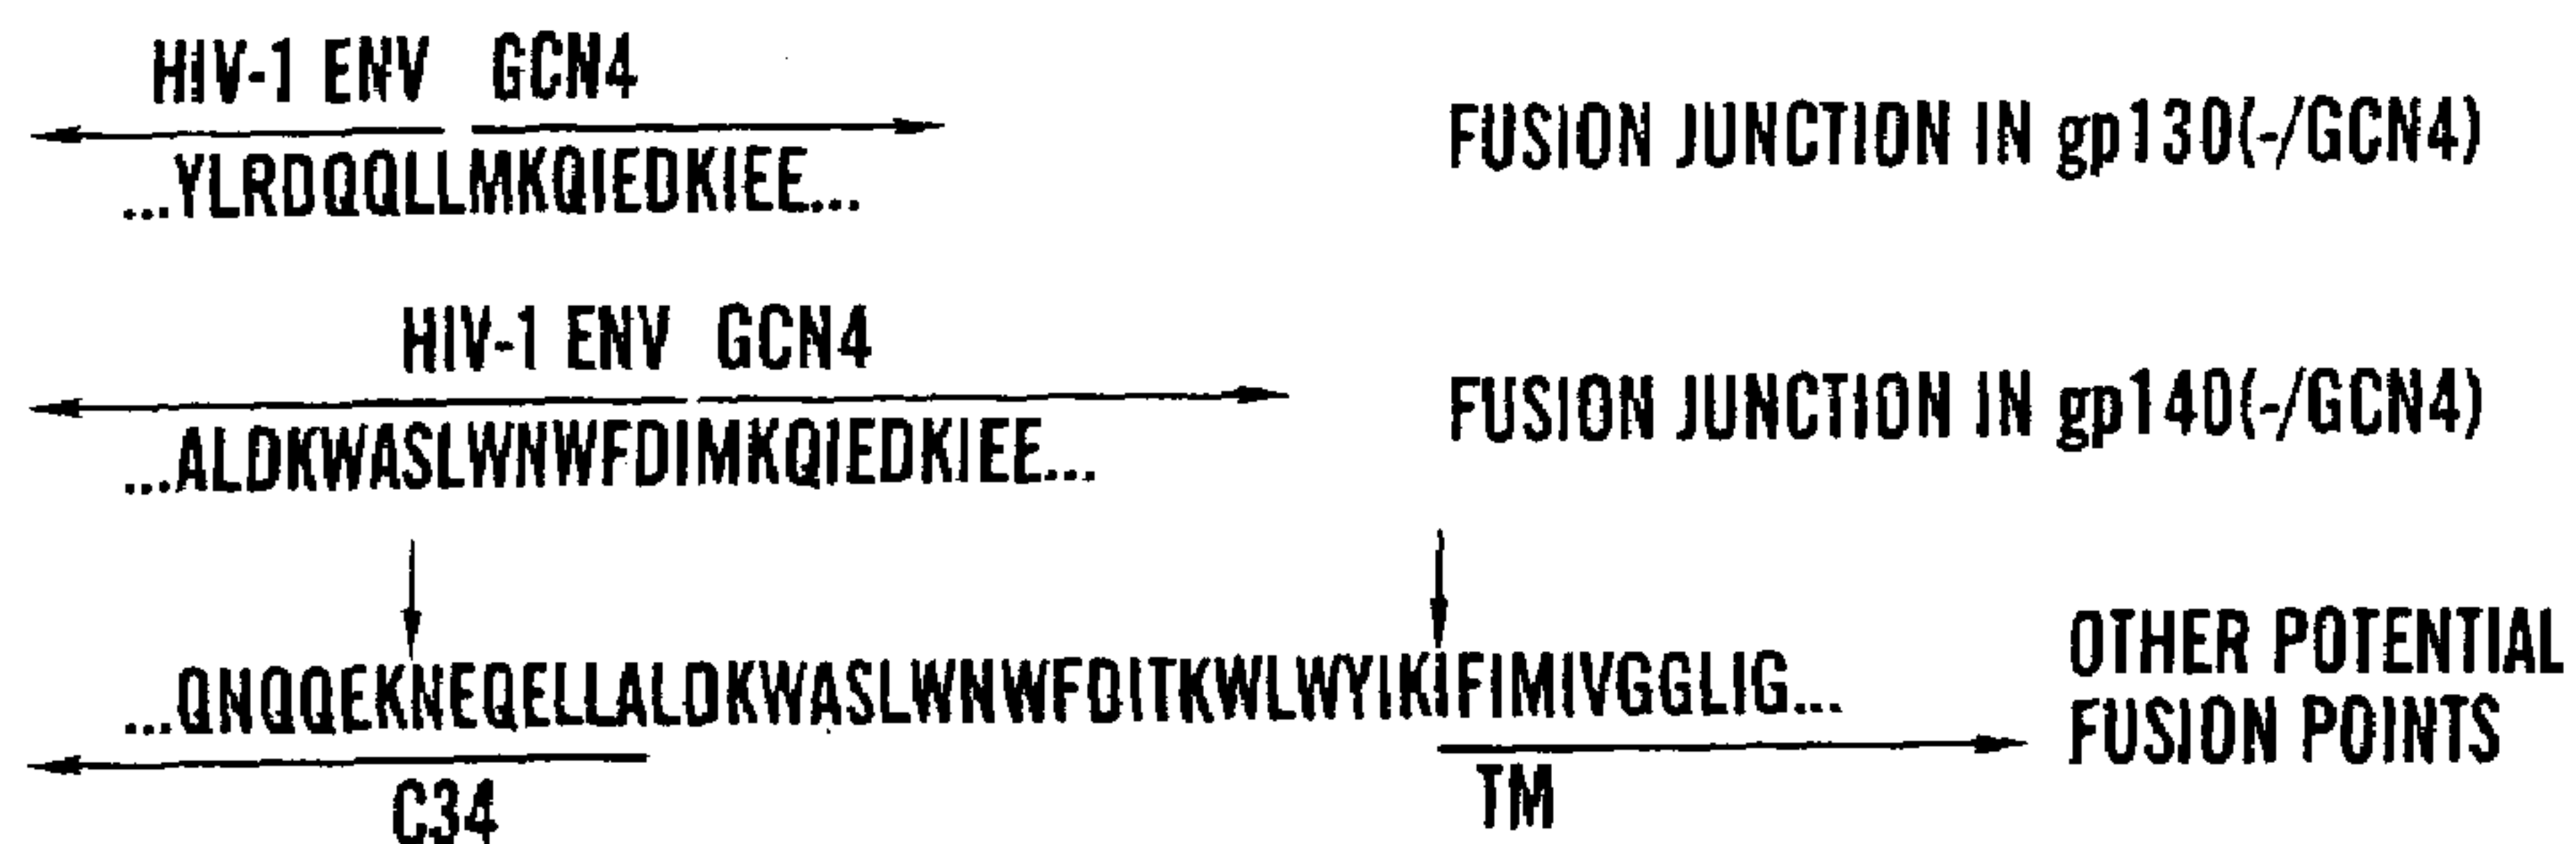 HIV-1 ENV GCN4
...YLRDQQLLMKQIEDKIEE...
FUSION JUNCTION IN gp130(-/GCN4)
HIV-1 ENV GCN4
...ALDKWASLWNWFDIMKQIEDKIEE...
FUSION JUNCTION IN gp140(-/GCN4)
...QNQQEKNEQELLALDKWASLWNWFDITKWLWYIKIFIMIVGGLIG...
C34
TM
OTHER POTENTIAL
FUSION POINTS